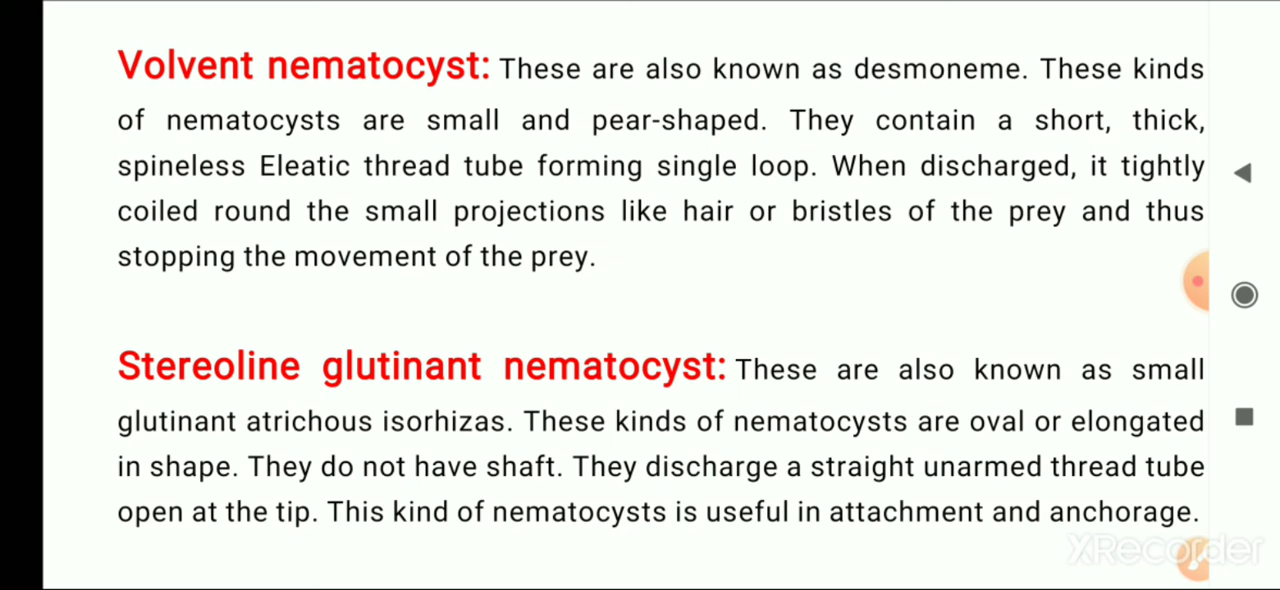 Volvent nematocyst: These are also known as desmoneme. These kinds
of nematocysts are small and pear-shaped. They contain a short, thick,
spineless Eleatic thread tube forming single loop. When discharged, it tightly
coiled round the small projections like hair or bristles of the prey and thus
stopping the movement of the prey.
Stereoline glutinant nematocyst: These are also known as small
glutinant atrichous isorhizas. These kinds of nematocysts are oval or elongated
in shape. They do not have shaft. They discharge a straight unarmed thread tube
open at the tip. This kind of nematocysts is useful in attachment and anchorage.
XRecorder